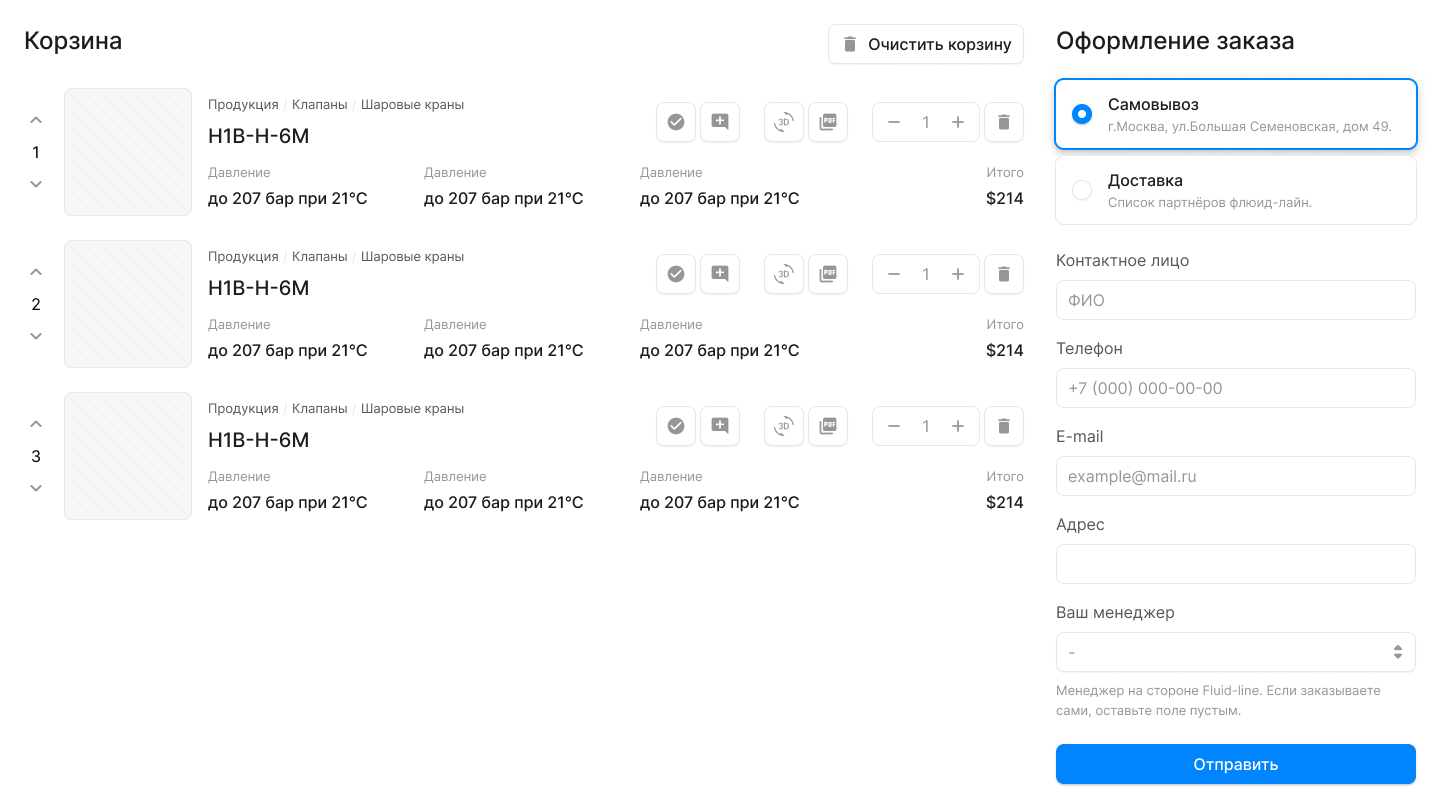 Корзина
Очистить корзину
1
Продукция / Клапаны / Шаровые краны
H1B-H-6M
3D
PDF
1
Давление
Давление
Давление
Итого
до 207 бар при 21°C
до 207 бар при 21°C
до 207 бар при 21°C
$214
2
Продукция / Клапаны / Шаровые краны
H1B-H-6M
3D
PDF
1
Давление
Давление
Давление
Итого
до 207 бар при 21°C
до 207 бар при 21°C
до 207 бар при 21°C
$214
3
Продукция / Клапаны / Шаровые краны
H1B-H-6M
3D
PDF
1
Давление
Давление
Давление
Итого
до 207 бар при 21°C
до 207 бар при 21°C
до 207 бар при 21°C
$214
Оформление заказа
Самовывоз
г.Москва, ул.Большая Семеновская, дом 49.
Доставка
Список партнёров флюид-лайн.
Контактное лицо
ФИО
Телефон
+7 (000) 000-00-00
E-mail
example@mail.ru
Адрес
Ваш менеджер
-
Менеджер на стороне Fluid-line. Если заказываете
сами, оставьте поле пустым.
Отправить